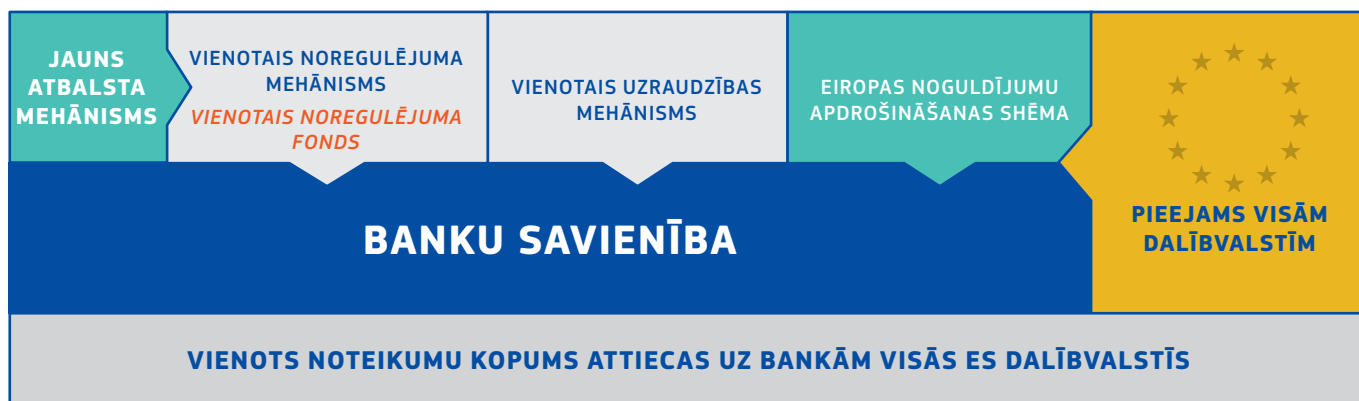 JAUNS
ATBALSTA
MEHĀNISMS
VIENOTAIS NOREGULĒJUMA
MEHĀNISMS
VIENOTAIS NOREGULĒJUMA
FONDS
VIENOTAIS UZRAUDZĪBAS
MEHĀNISMS
EIROPAS NOGULDĪJUMU
APDROŠINĀŠANAS SHĒMA
PIEEJAMS VISĀM
DALĪBVALSTĪM
BANKU SAVIENĪBA
VIENOTS NOTEIKUMU KOPUMS ATTIECAS UZ BANKĀM VISĀS ES DALĪBVALSTĪS